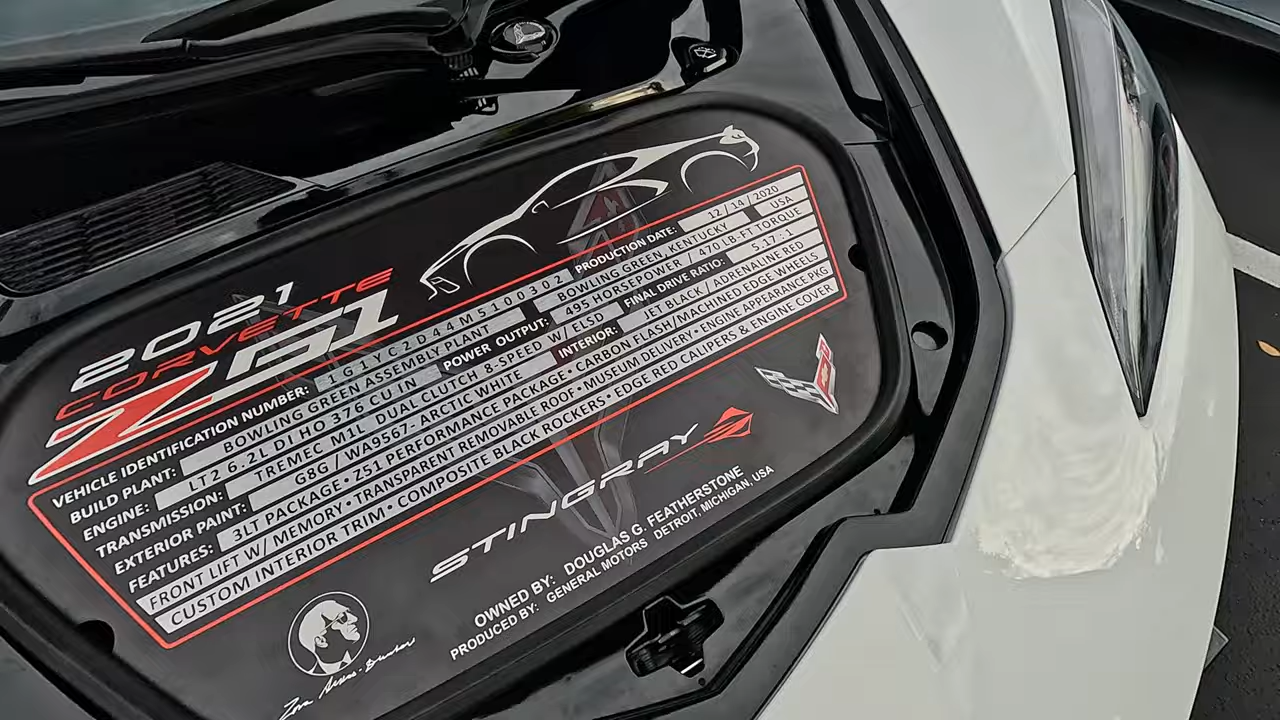 2021
CORVETTE
Z51
VEHICLE IDENTIFICATION NUMBER: 1G1YC2D44M5100302 PRODUCTION DATE: 12/14/2020
BUILD PLANT: BOWLING GREEN ASSEMBLY PLANT BOWLING GREEN, KENTUCKY USA
ENGINE: LT2 6.2L DI HO 376 CU IN POWER OUTPUT: 495 HORSEPOWER / 470 LB-FT TORQUE
TRANSMISSION: TREMEC M1L DUAL CLUTCH 8-SPEED W/ ELSD FINAL DRIVE RATIO: 5.17 : 1
EXTERIOR PAINT: G8G / WA9567- ARCTIC WHITE INTERIOR: JET BLACK / ADRENALINE RED
FEATURES: 3LT PACKAGE • Z51 PERFORMANCE PACKAGE • CARBON FLASH/MACHINED EDGE WHEELS
FRONT LIFT W/ MEMORY • TRANSPARENT REMOVABLE ROOF • MUSEUM DELIVERY • ENGINE APPEARANCE PKG
CUSTOM INTERIOR TRIM • COMPOSITE BLACK ROCKERS • EDGE RED CALIPERS & ENGINE COVER
STINGRAY
OWNED BY: DOUGLAS G. FEATHERSTONE
PRODUCED BY: GENERAL MOTORS DETROIT, MICHIGAN, USA
Zora Arkus-Duntov